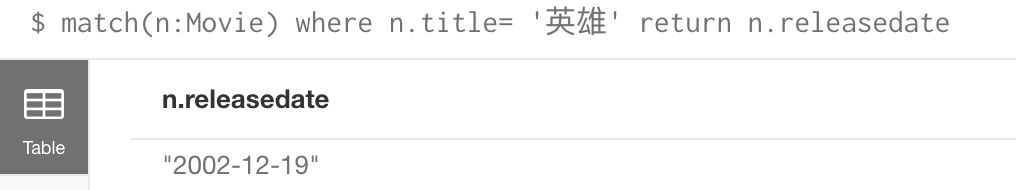 $ match(n:Movie) where n.title= '英雄' return n.releasedate
n.releasedate
Table
"2002-12-19"